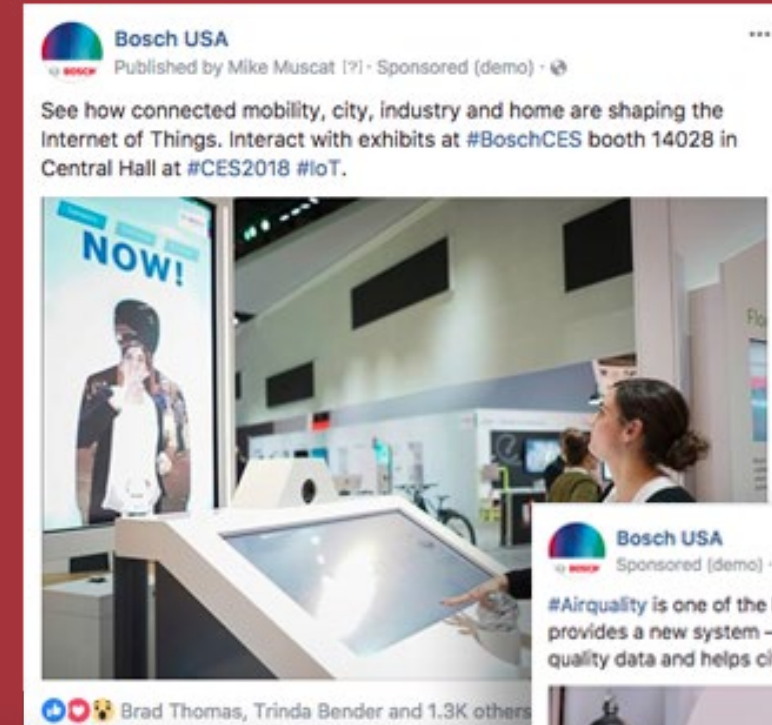 Bosch USA
Published by Mike Muscat [?] · Sponsored (demo) ·
BOSCH
See how connected mobility, city, industry and home are shaping the
Internet of Things. Interact with exhibits at #BoschCES booth 14028 in
Central Hall at #CES2018 #IoT.
NOW!
Flo
Bosch USA
Sponsored (demo) ·
BOSCH
#Airquality is one of the
provides a new system –
quality data and helps ci
Brad Thomas, Trinda Bender and 1.3K others